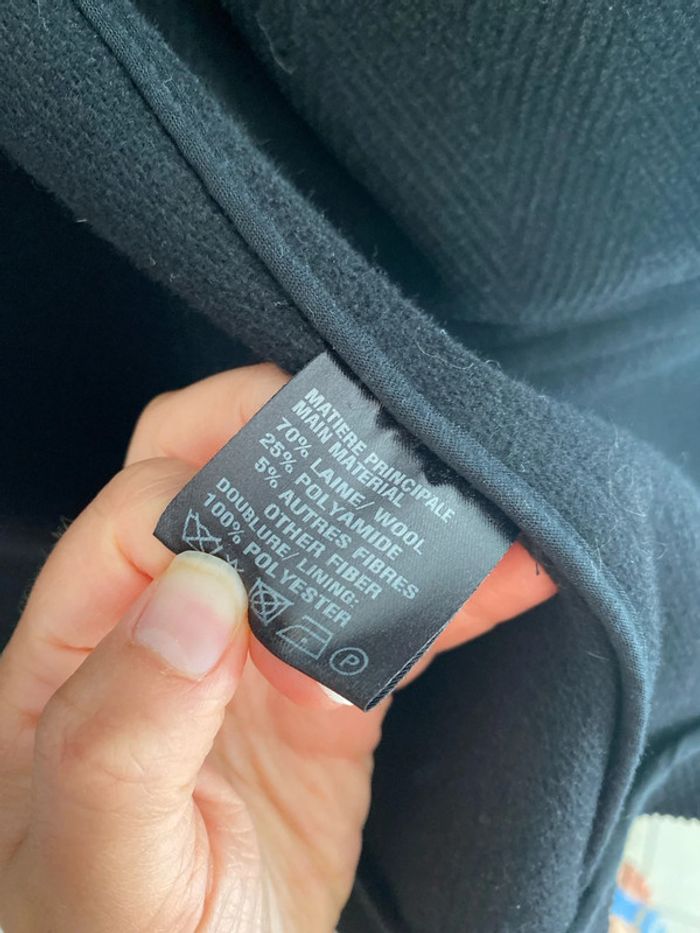 MATIERE PRINCIPALE
MAIN MATERIAL
70% LAINE/ WOOL
25% POLYAMIDE
5% AUTRES FIBRES
OTHER FIBER
DOUBLURE/ LINING:
100% POLYESTER
P